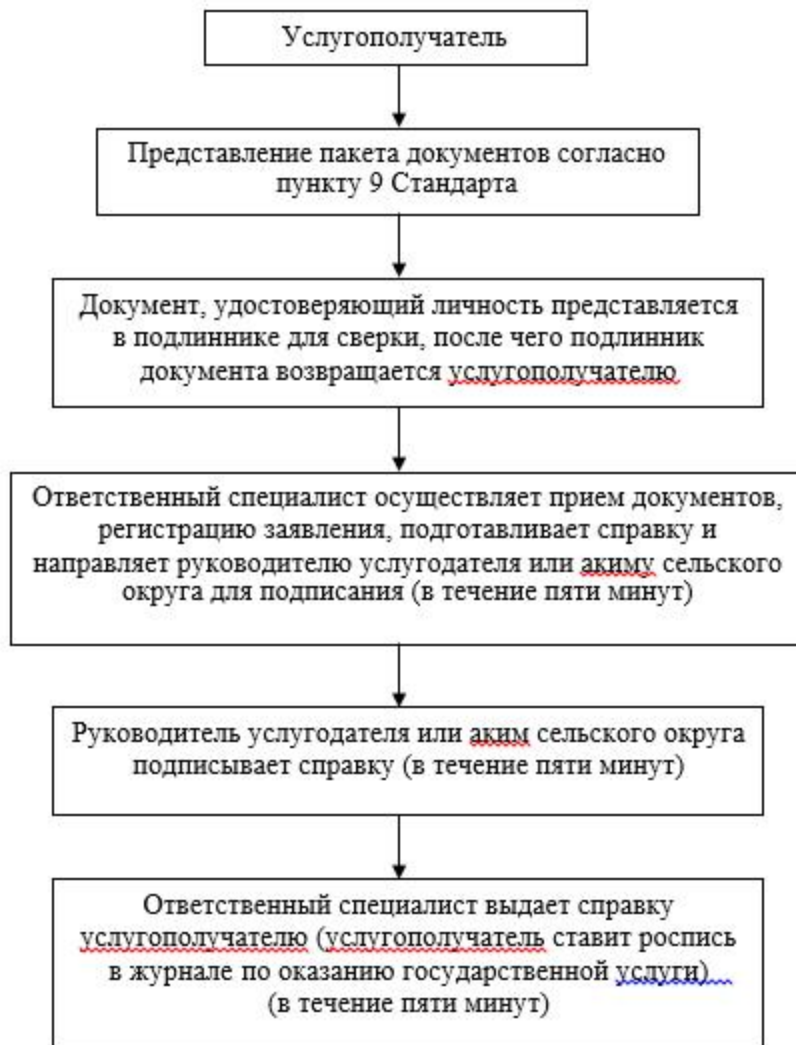 Услугополучатель
Представление пакета документов согласно
пункту 9 Стандарта
Документ, удостоверяющий личность представляется
в подлиннике для сверки, после чего подлинник
документа возвращается услугополучателю
Ответственный специалист осуществляет прием документов,
регистрацию заявления, подготавливает справку и
направляет руководителю услугодателя или акиму сельского
округа для подписания (в течение пяти минут)
Руководитель услугодателя или аким сельского округа
подписывает справку (в течение пяти минут)
Ответственный специалист выдает справку
услугополучателю (услугополучатель ставит роспись
в журнале по оказанию государственной услуги)
(в течение пяти минут)